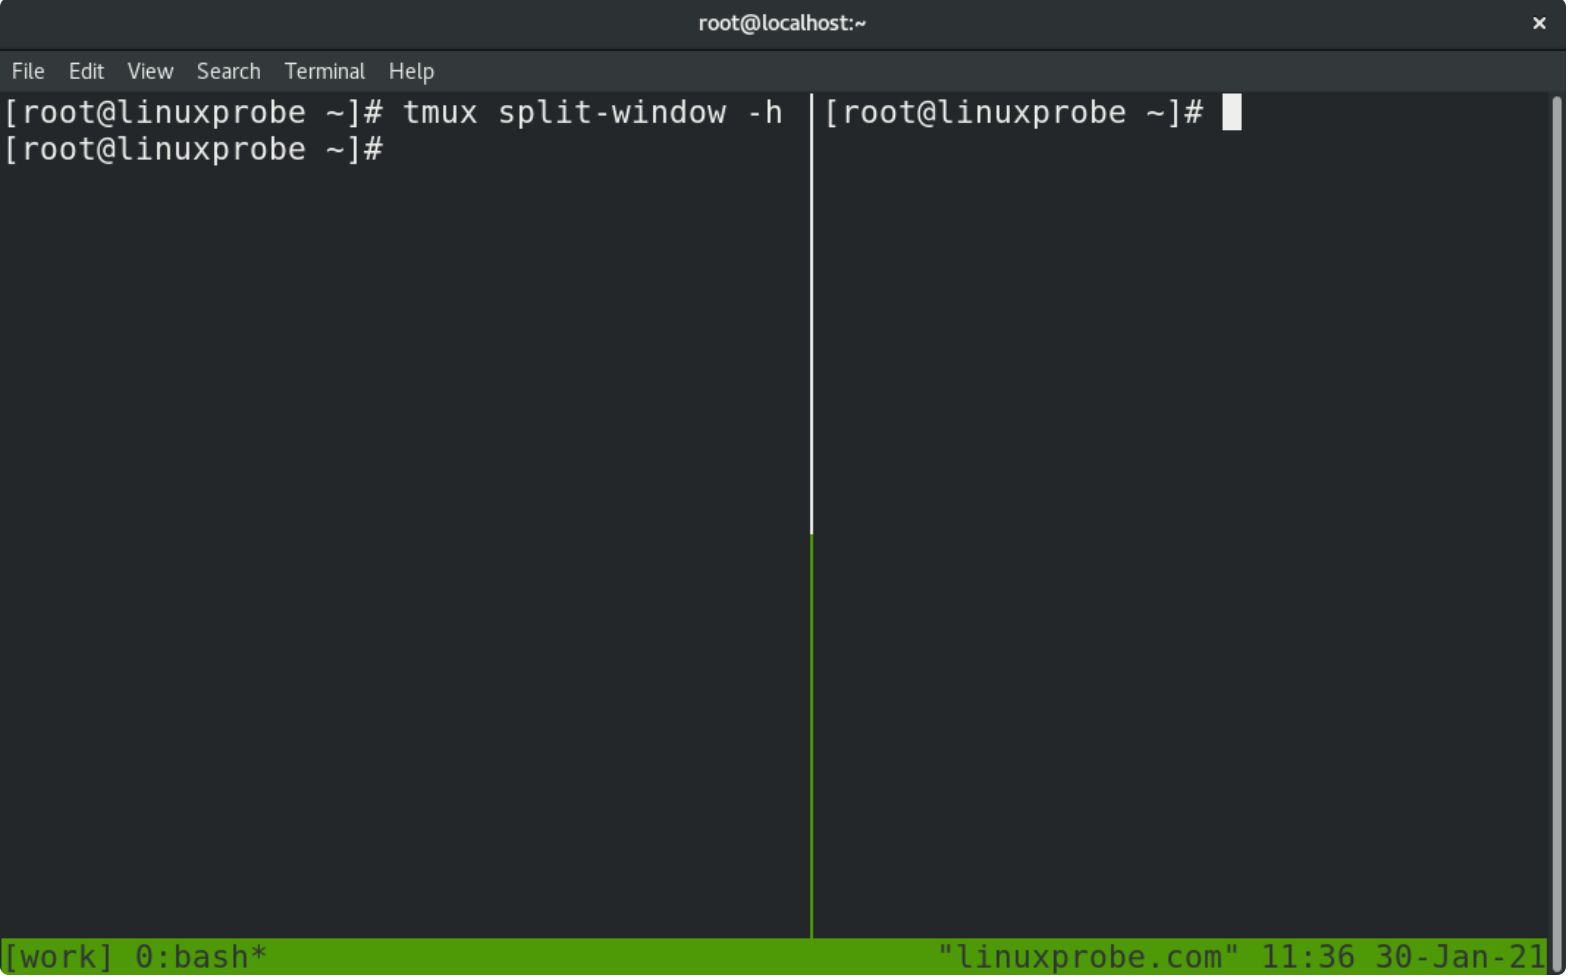 root@localhost:~ ×
File Edit View Search Terminal Help
[root@linuxprobe ~]# tmux split-window -h
[root@linuxprobe ~]#
[root@linuxprobe ~]#
[work] 0:bash* "linuxprobe.com" 11:36 30-Jan-21